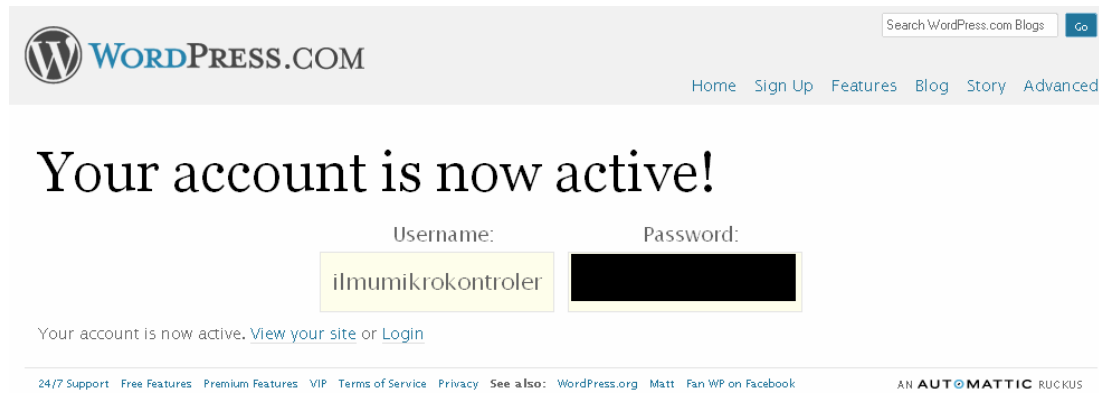 Search WordPress.com Blogs Go
WORDPRESS.COM
Home Sign Up Features Blog Story Advanced
Your account is now active!
Username: Password:
ilmumikrokontroler
Your account is now active. View your site or Login
24/7 Support Free Features Premium Features VIP Terms of Service Privacy See also: WordPress.org Matt Fan WP on Facebook AN AUTOMATTIC RUCKUS